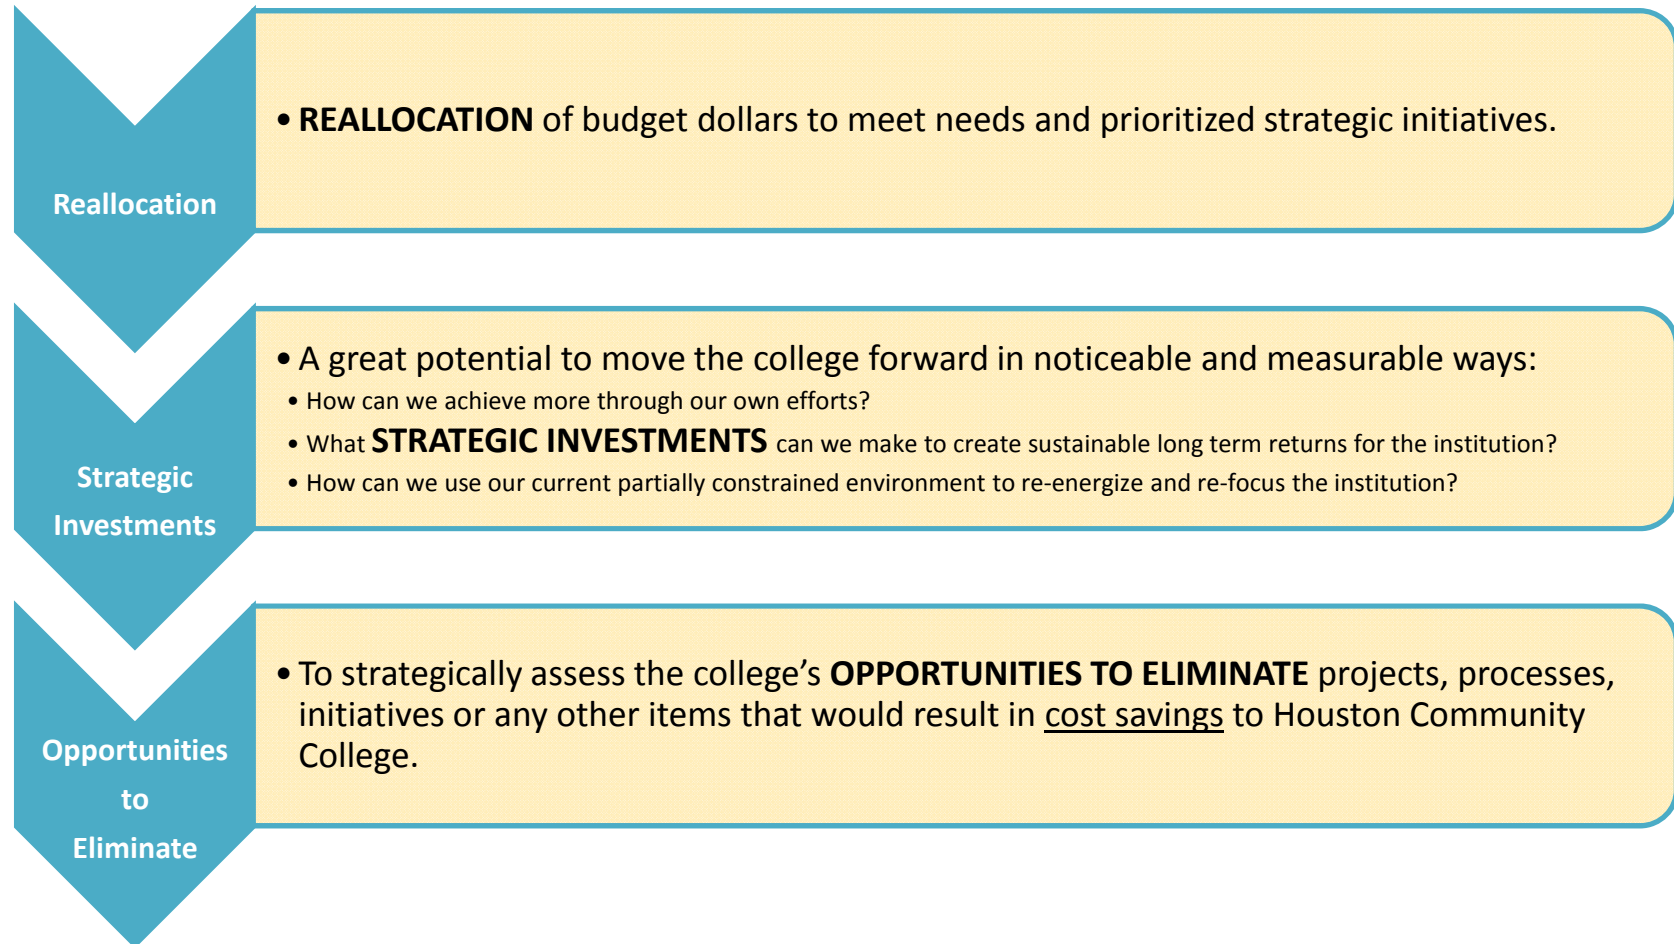 Reallocation
• REALLOCATION of budget dollars to meet needs and prioritized strategic initiatives.
Strategic
Investments
• A great potential to move the college forward in noticeable and measurable ways:
• How can we achieve more through our own efforts?
• What STRATEGIC INVESTMENTS can we make to create sustainable long term returns for the institution?
• How can we use our current partially constrained environment to re-energize and re-focus the institution?
Opportunities
to
Eliminate
• To strategically assess the college’s OPPORTUNITIES TO ELIMINATE projects, processes,
initiatives or any other items that would result in cost savings to Houston Community
College.